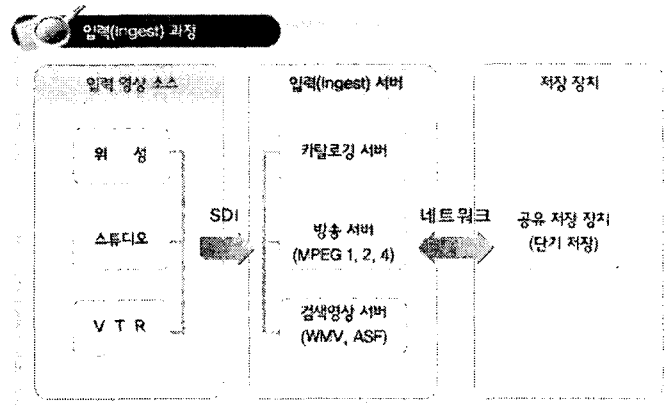 입력(Ingest) 과정
입력 영상 소스
위 성
스튜디오
V T R
SDI
입력(Ingest) 서버
카탈로깅 서버
방송 서버
(MPEG 1, 2, 4)
검색영상 서버
(WMV, ASF)
네트워크
저장 장치
공유 저장 장치
(단기 저장)